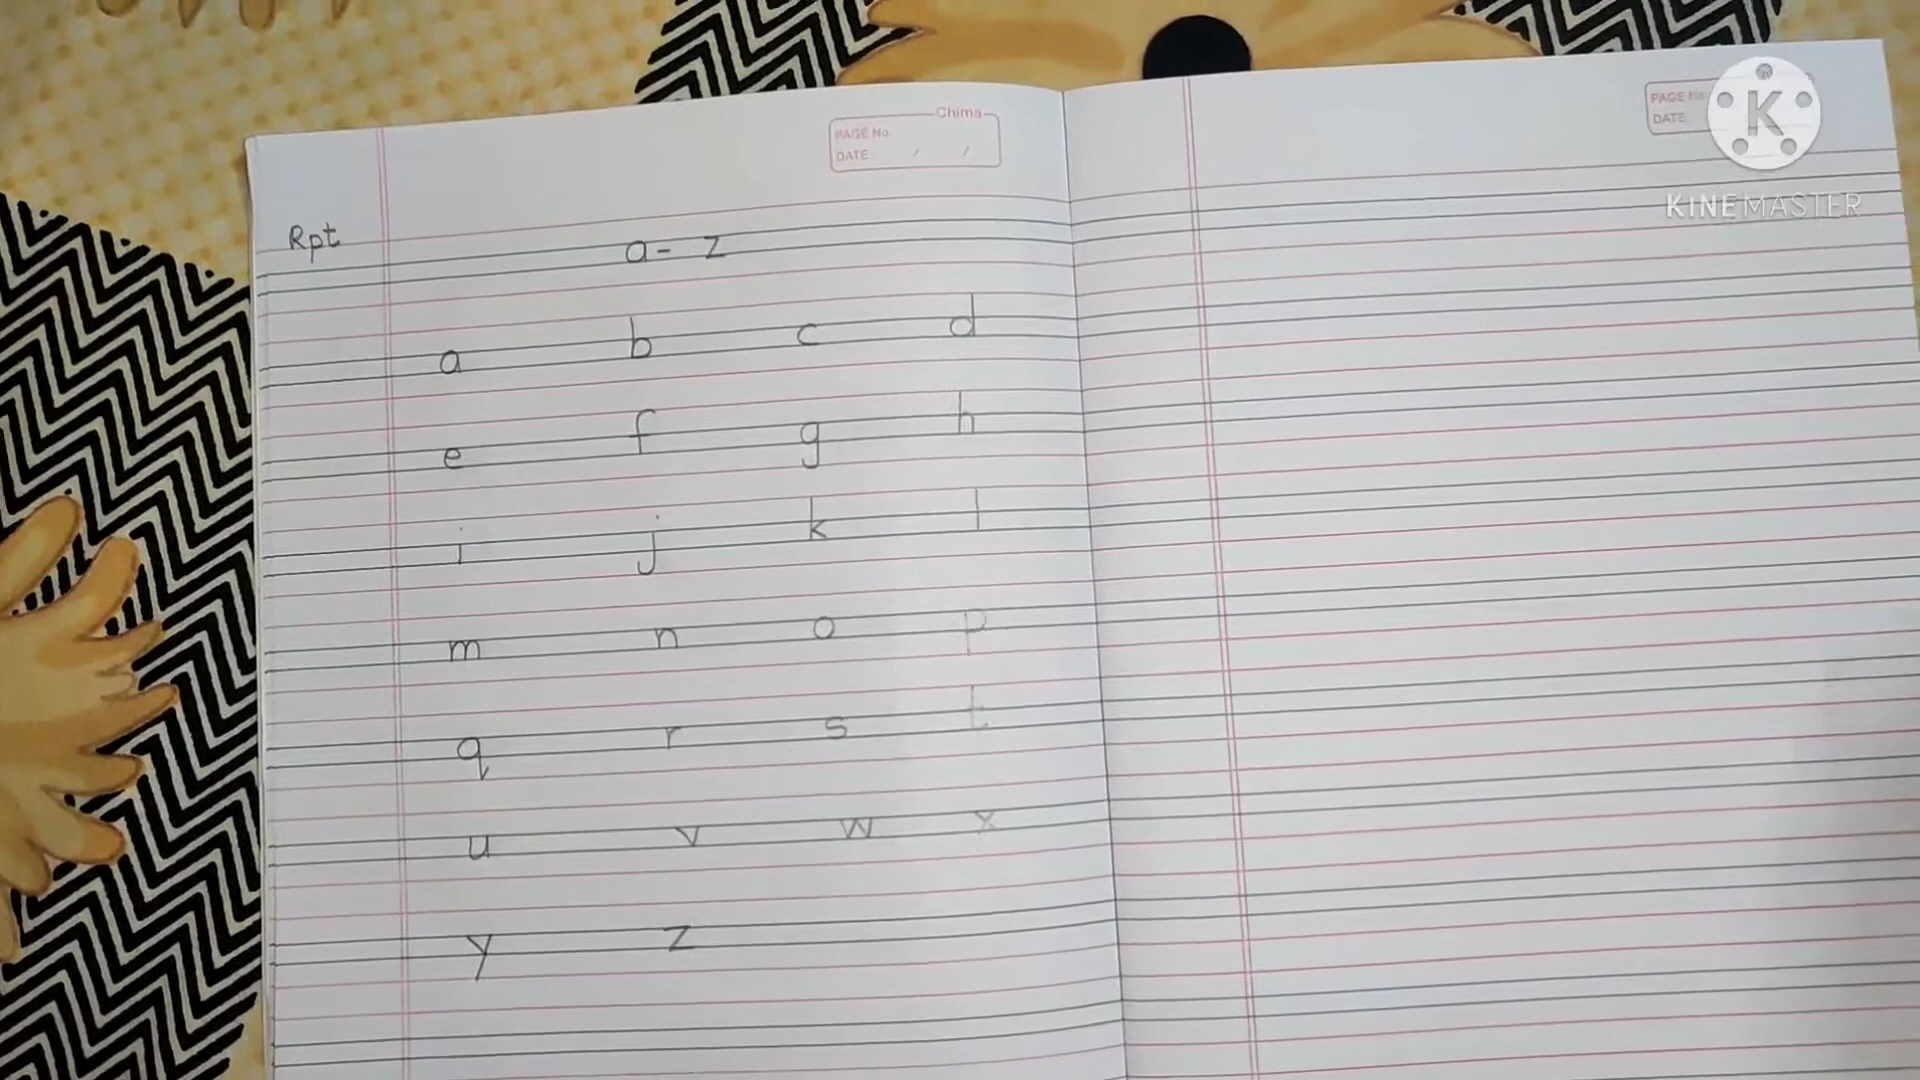 Chima
PAGE No.
DATE / /
PAGE No
DATE
K
KINEMASTER
Rpt
a - z
a b c d
e f g h
i j k l
m n o p
q r s t
u v w x
y z